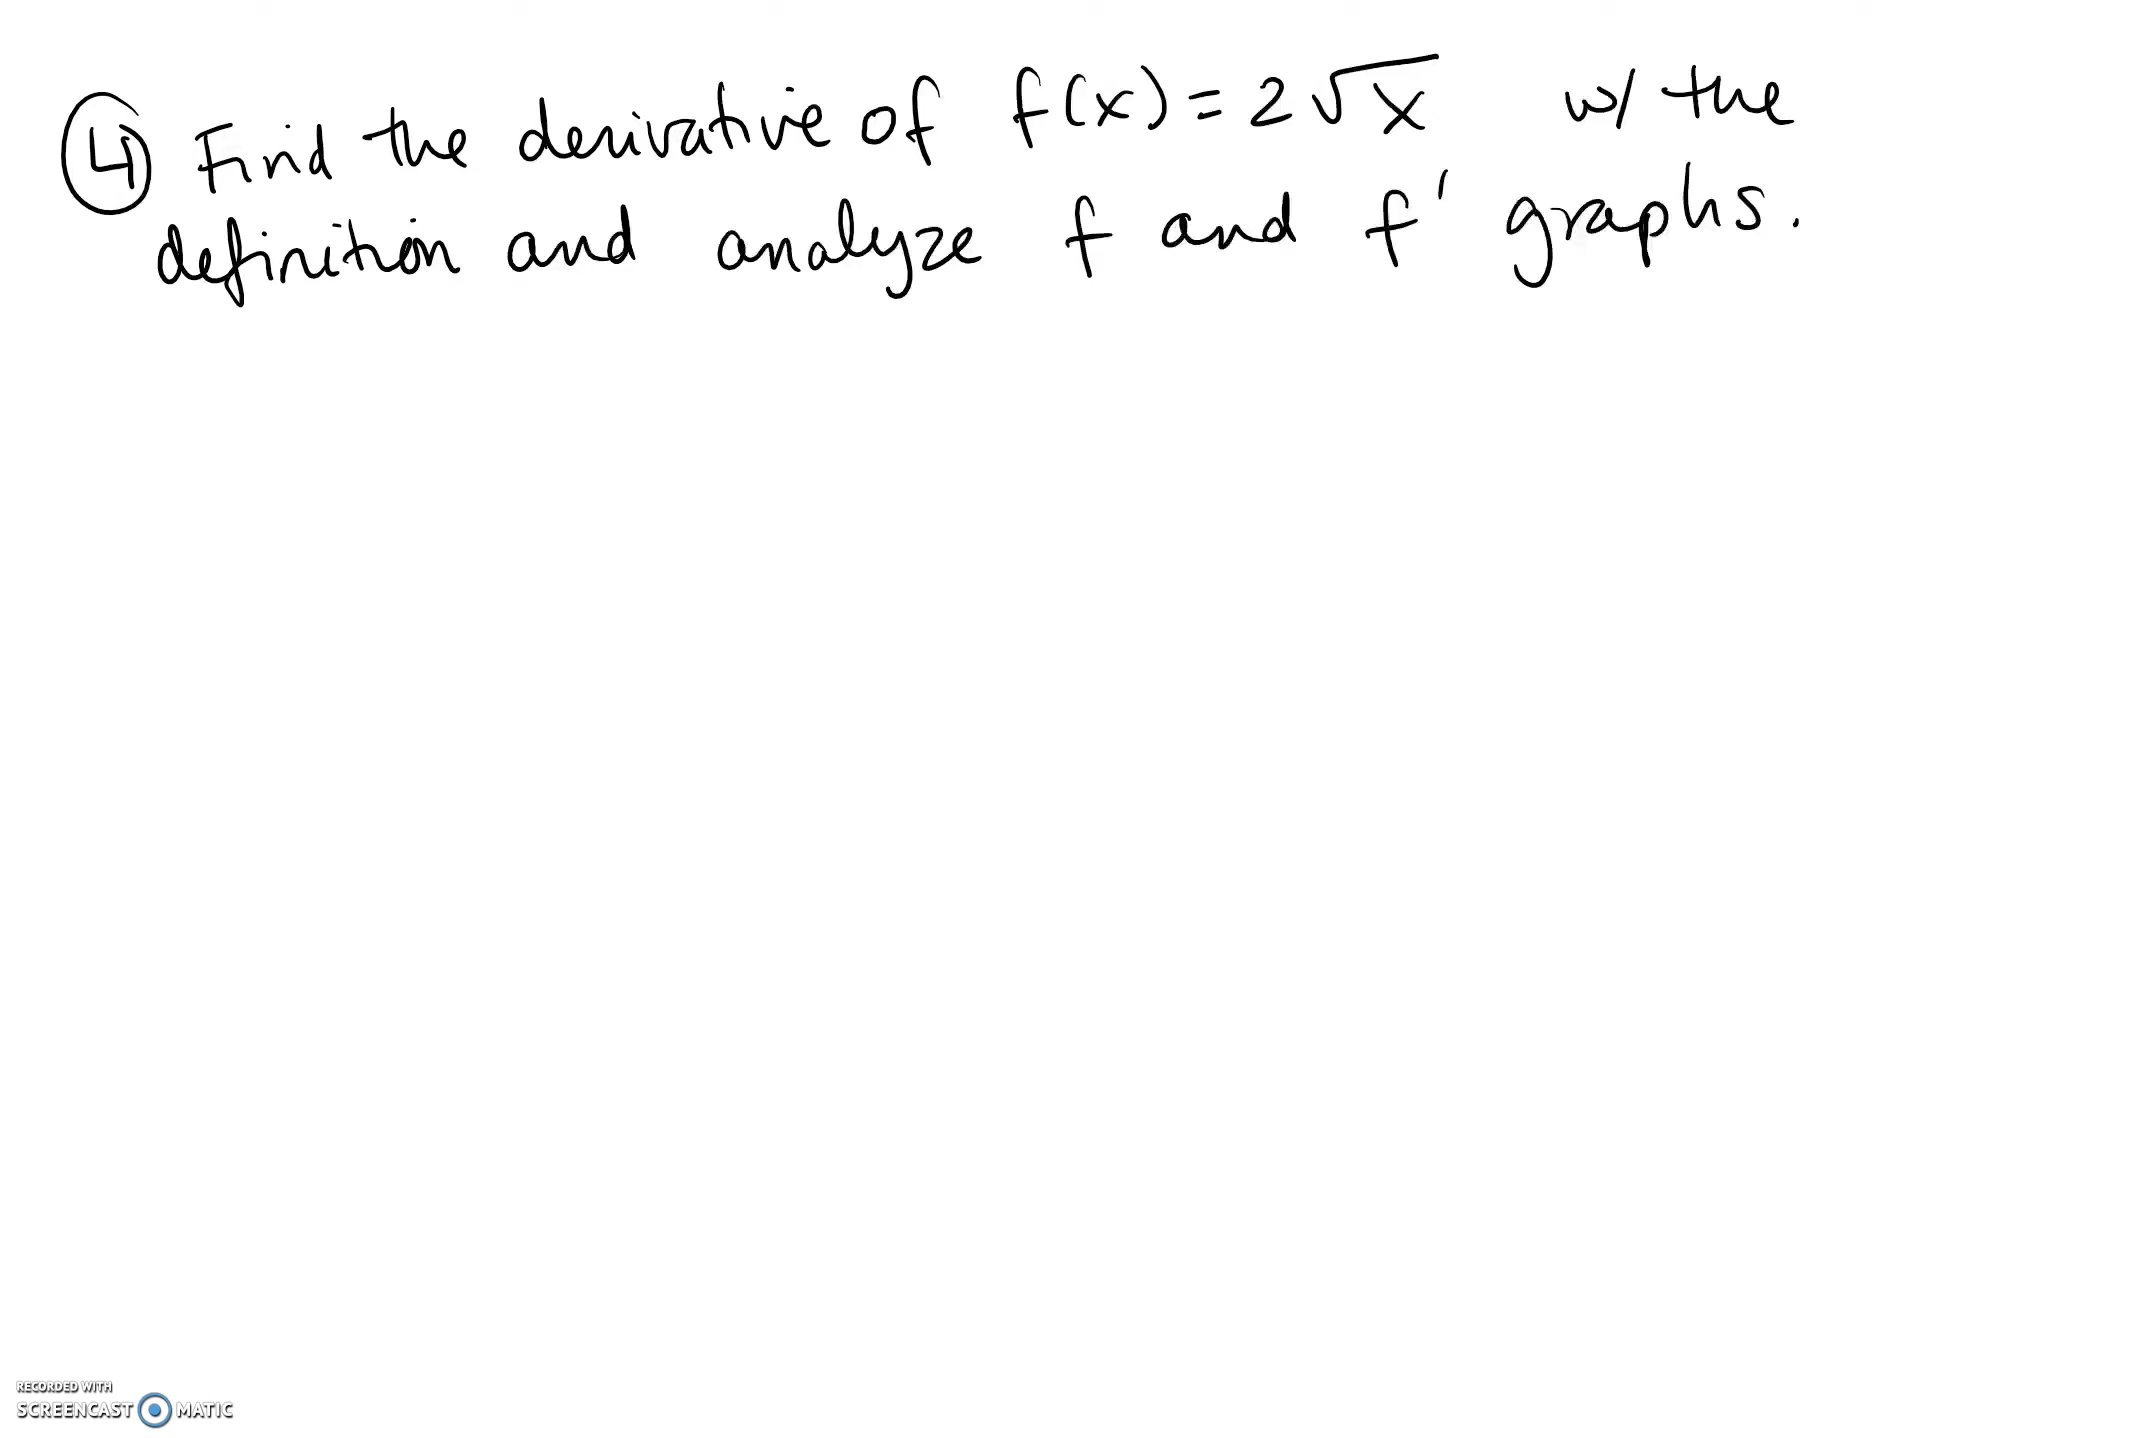 ④ Find the derivative of f(x) = 2√x w/ the
definition and analyze f and f' graphs.
RECORDED WITH
SCREENCAST MATIC